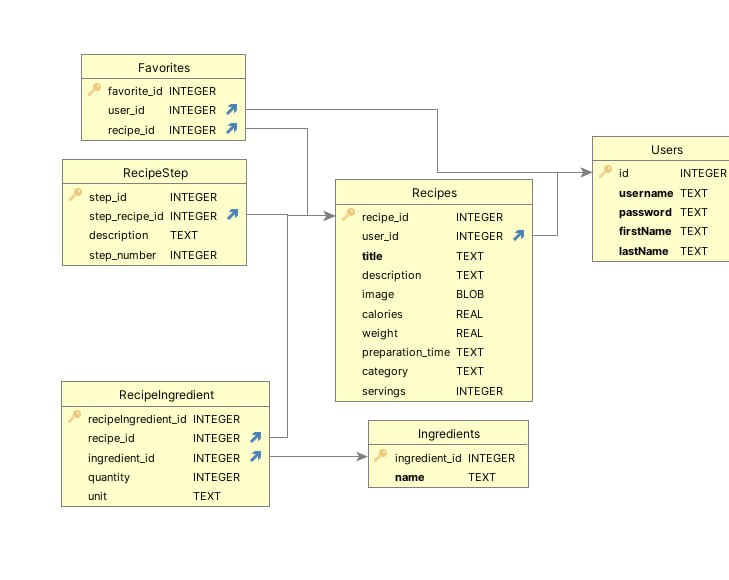 Favorites
favorite_id INTEGER
user_id INTEGER
recipe_id INTEGER
RecipeStep
step_id INTEGER
step_recipe_id INTEGER
description TEXT
step_number INTEGER
Recipes
recipe_id INTEGER
user_id INTEGER
title TEXT
description TEXT
image BLOB
calories REAL
weight REAL
preparation_time TEXT
category TEXT
servings INTEGER
Users
id INTEGER
username TEXT
password TEXT
firstName TEXT
lastName TEXT
RecipeIngredient
recipeIngredient_id INTEGER
recipe_id INTEGER
ingredient_id INTEGER
quantity INTEGER
unit TEXT
Ingredients
ingredient_id INTEGER
name TEXT